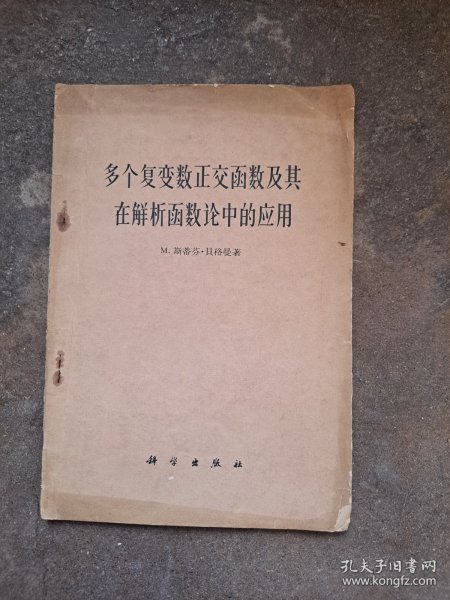 多个复变数正交函数及其
在解析函数论中的应用
M. 斯蒂芬·貝格曼著
科学出版社
孔夫子旧书网
www.kongfz.com